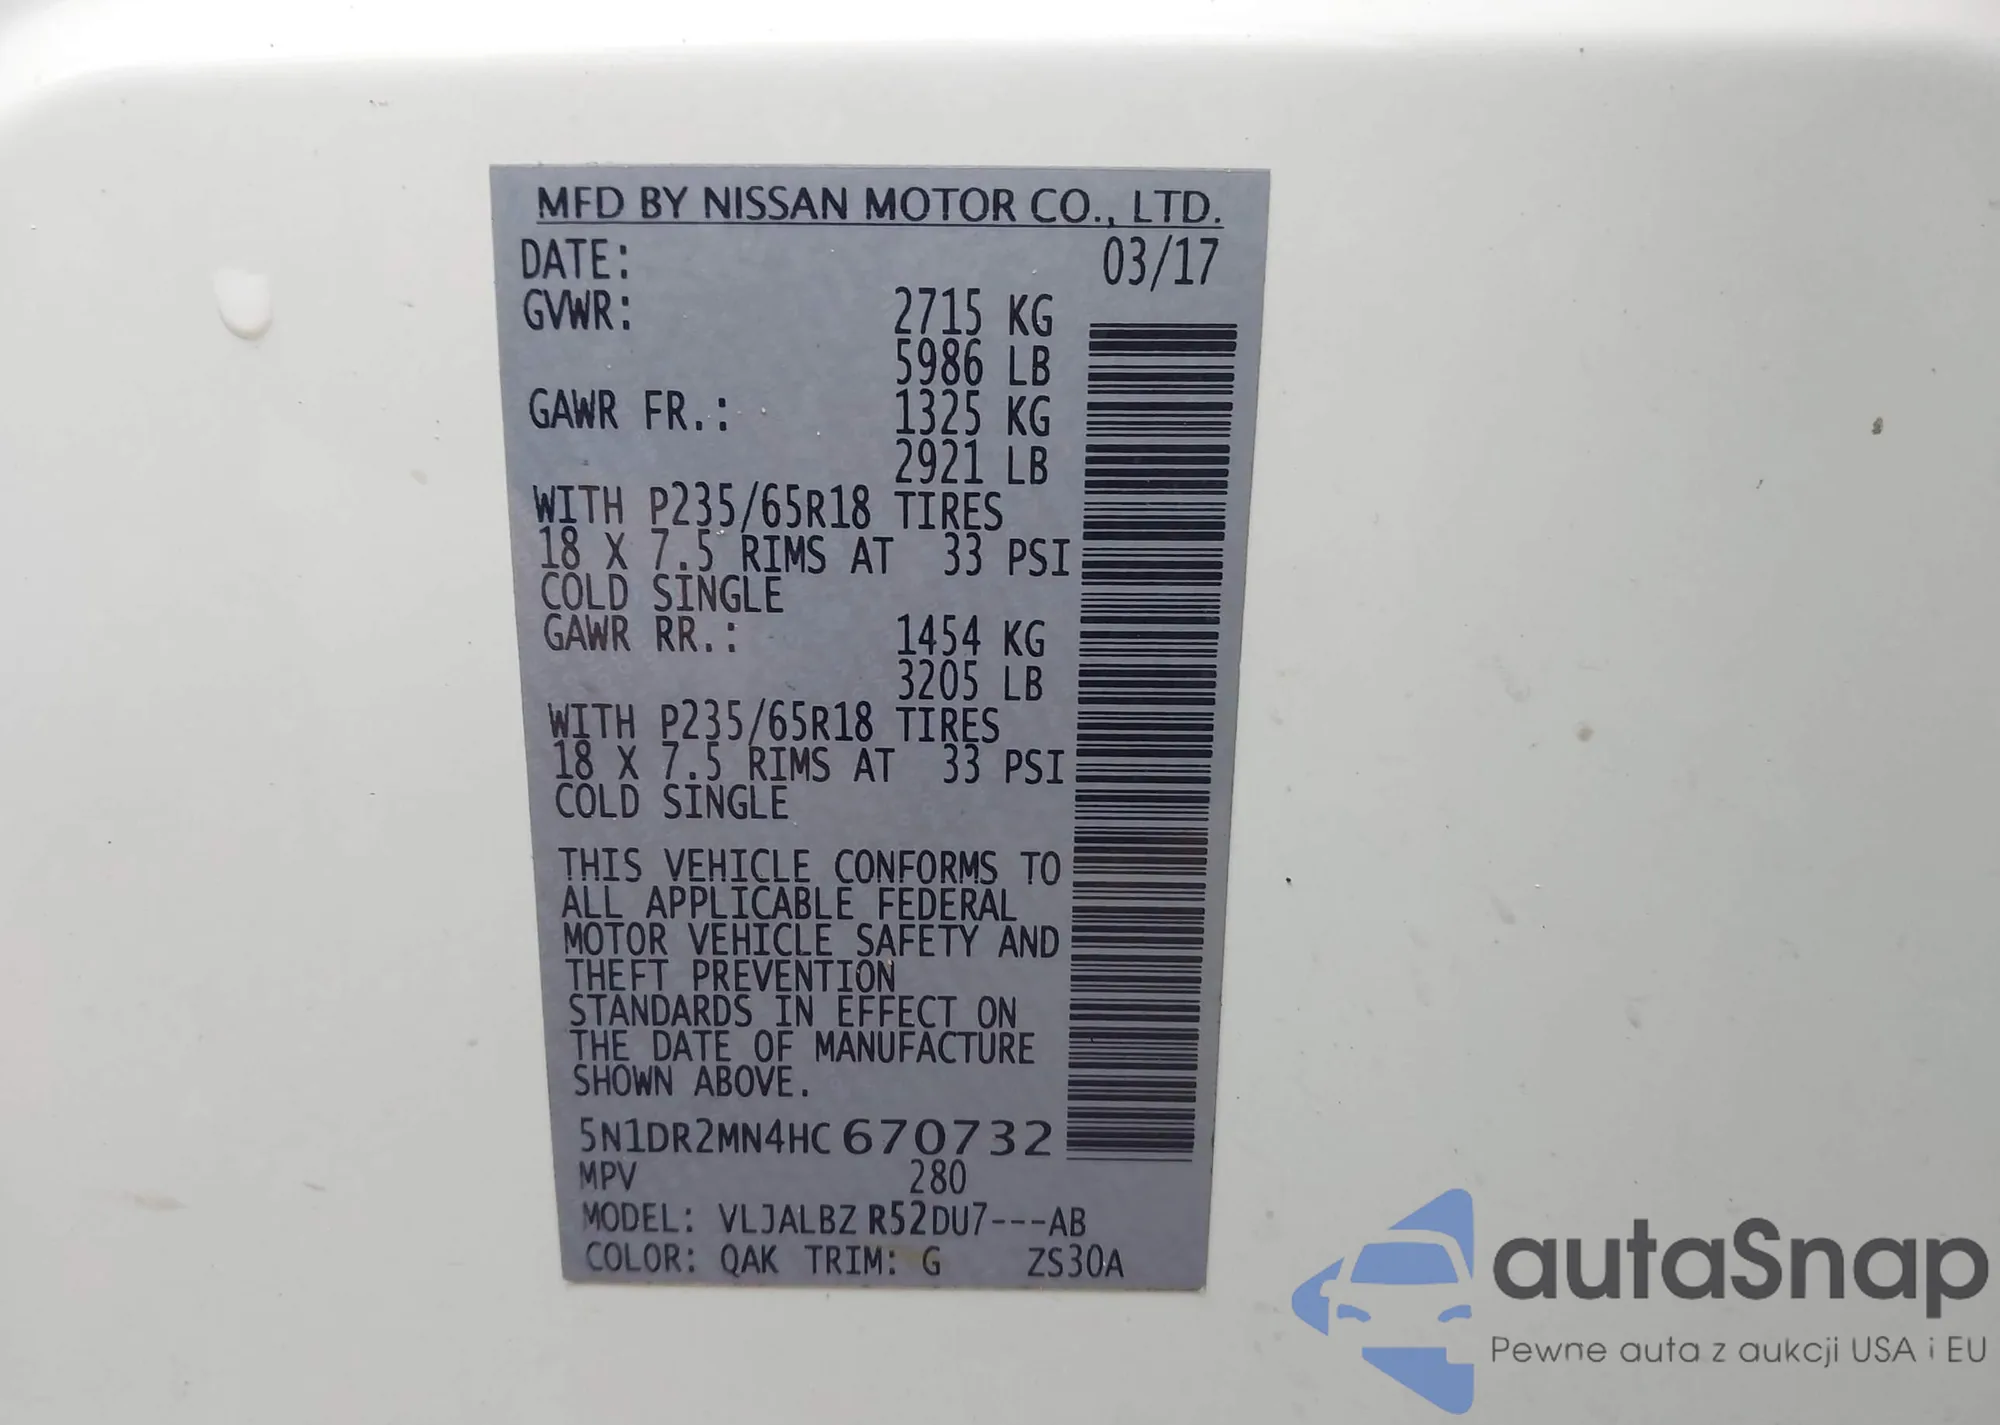 MFD BY NISSAN MOTOR CO., LTD.
DATE: 03/17
GVWR: 2715 KG
5986 LB
GAWR FR.: 1325 KG
2921 LB
WITH P235/65R18 TIRES
18 X 7.5 RIMS AT 33 PSI
COLD SINGLE
GAWR RR.: 1454 KG
3205 LB
WITH P235/65R18 TIRES
18 X 7.5 RIMS AT 33 PSI
COLD SINGLE
THIS VEHICLE CONFORMS TO
ALL APPLICABLE FEDERAL
MOTOR VEHICLE SAFETY AND
THEFT PREVENTION
STANDARDS IN EFFECT ON
THE DATE OF MANUFACTURE
SHOWN ABOVE.
5N1DR2MN4HC670732
MPV 280
MODEL: VLJALBZ R52DU7---AB
COLOR: QAK TRIM: G ZS30A
autaSnap
Pewne auta z aukcji USA i EU